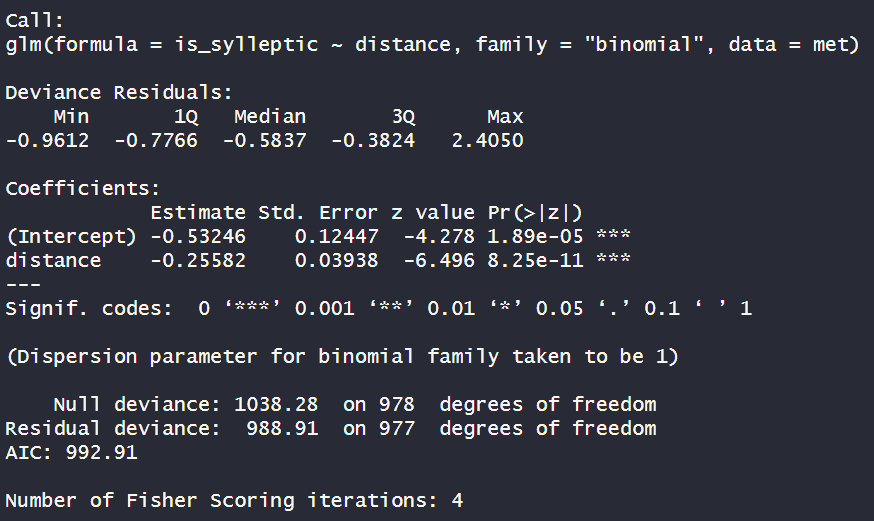 Call:
glm(formula = is_sylleptic ~ distance, family = "binomial", data = met)

Deviance Residuals:
    Min       1Q   Median       3Q      Max
-0.9612  -0.7766  -0.5837  -0.3824   2.4050

Coefficients:
            Estimate Std. Error z value Pr(>|z|)
(Intercept) -0.53246    0.12447  -4.278 1.89e-05 ***
distance    -0.25582    0.03938  -6.496 8.25e-11 ***
---
Signif. codes:  0 ‘***’ 0.001 ‘**’ 0.01 ‘*’ 0.05 ‘.’ 0.1 ‘ ’ 1

(Dispersion parameter for binomial family taken to be 1)

    Null deviance: 1038.28  on 978  degrees of freedom
Residual deviance:  988.91  on 977  degrees of freedom
AIC: 992.91

Number of Fisher Scoring iterations: 4